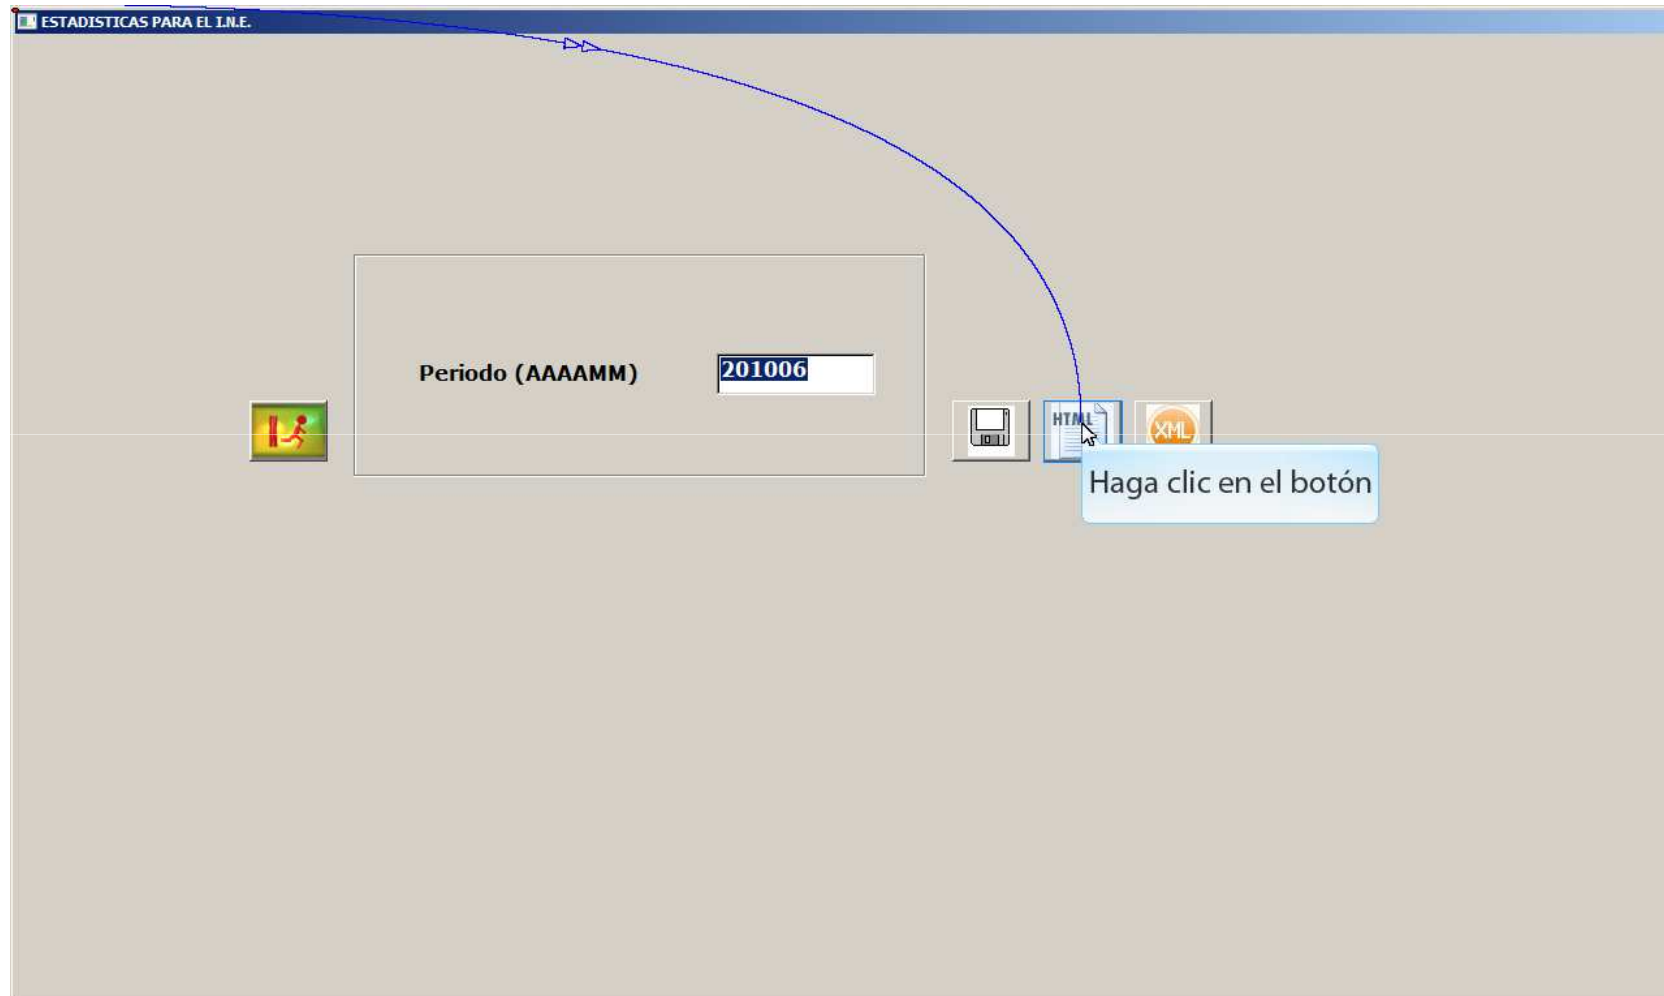 ESTADISTICAS PARA EL I.N.E.
Periodo (AAAAMM) 201006
HTML
XML
Haga clic en el botón